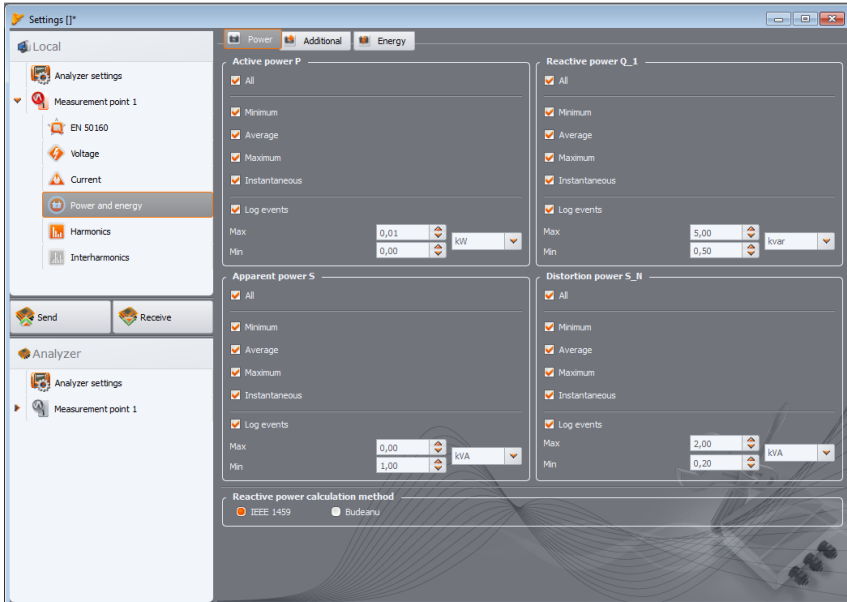 Settings []*
Local
Analyzer settings
Measurement point 1
EN 50160
Voltage
Current
Power and energy
Harmonics
Interharmonics
Send
Receive
Analyzer
Analyzer settings
Measurement point 1
Power
Additional
Energy
Active power P
All
Minimum
Average
Maximum
Instantaneous
Log events
Max
0,01
Min
0,00
kW
Reactive power Q_1
All
Minimum
Average
Maximum
Instantaneous
Log events
Max
5,00
Min
0,50
kvar
Apparent power S
All
Minimum
Average
Maximum
Instantaneous
Log events
Max
0,00
Min
1,00
kVA
Distortion power S_N
All
Minimum
Average
Maximum
Instantaneous
Log events
Max
2,00
Min
0,20
kVA
Reactive power calculation method
IEEE 1459
Budeanu